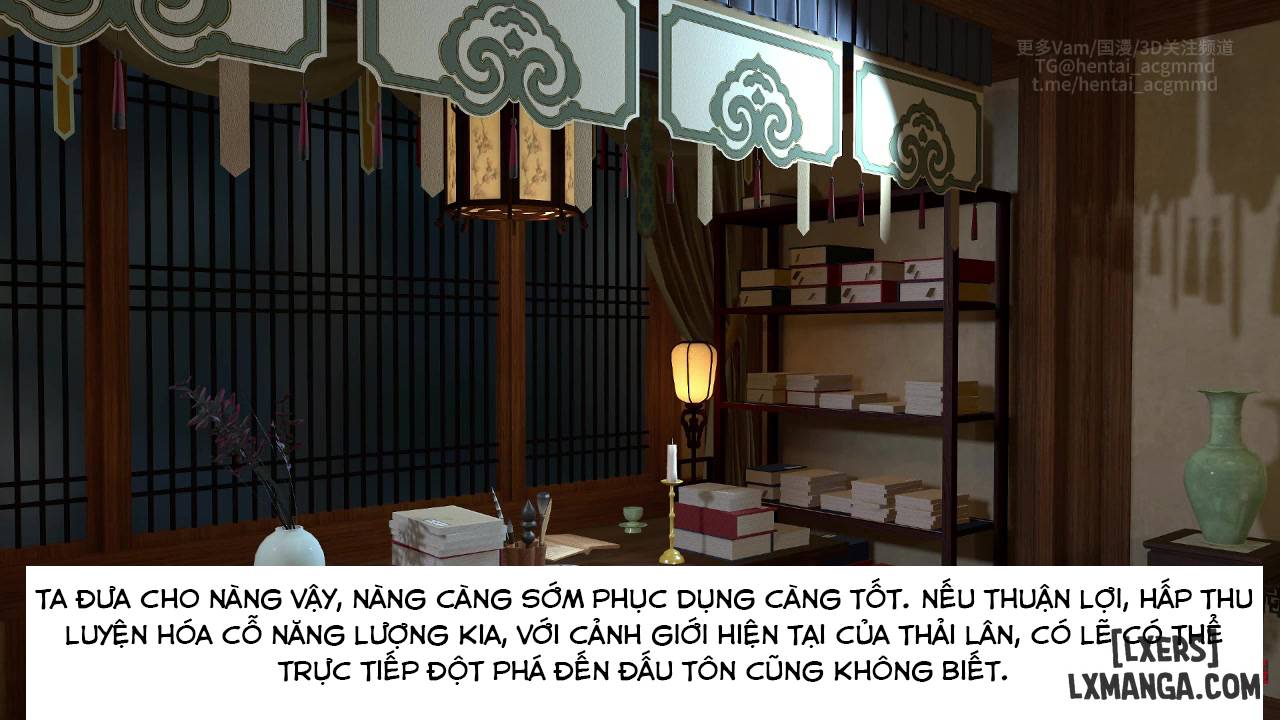 更多Vam/国漫/3D关注频道
TG@hentai_acgmmd
t.me/hentai_acgmmd
TA ĐƯA CHO NÀNG VẬY, NÀNG CÀNG SỚM PHỤC DỤNG CÀNG TỐT. NẾU THUẬN LỢI, HẤP THU
LUYỆN HÓA CỖ NĂNG LƯỢNG KIA, VỚI CẢNH GIỚI HIỆN TẠI CỦA THẢI LÂN, CÓ LẼ CÓ THỂ
TRỰC TIẾP ĐỘT PHÁ ĐẾN ĐẤU TÔN CŨNG KHÔNG BIẾT.
[LXERS]
LXMANGA.COM